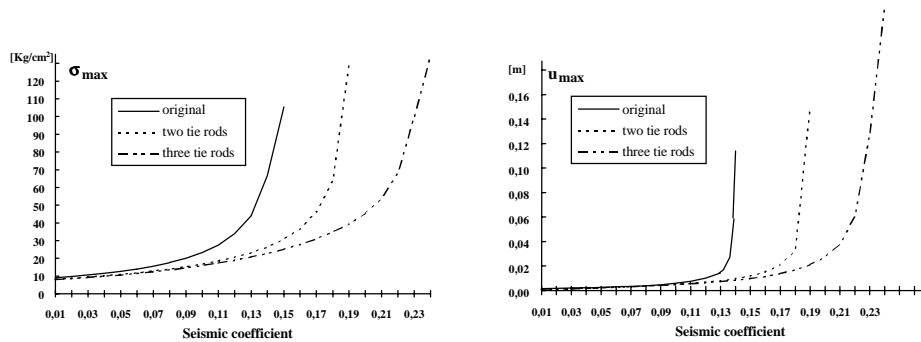 [Kg/cm²]
σmax
120
110
100
90
80
70
60
50
40
30
20
10
0
original
two tie rods
three tie rods
0,01 0,03 0,05 0,07 0,09 0,11 0,13 0,15 0,17 0,19 0,21 0,23
Seismic coefficient
[m]
umax
0,16
0,14
0,12
0,08
0,06
0,04
0,02
0,00
original
two tie rods
three tie rods
0,01 0,03 0,05 0,07 0,09 0,11 0,13 0,15 0,17 0,19 0,21 0,23
Seismic coefficient